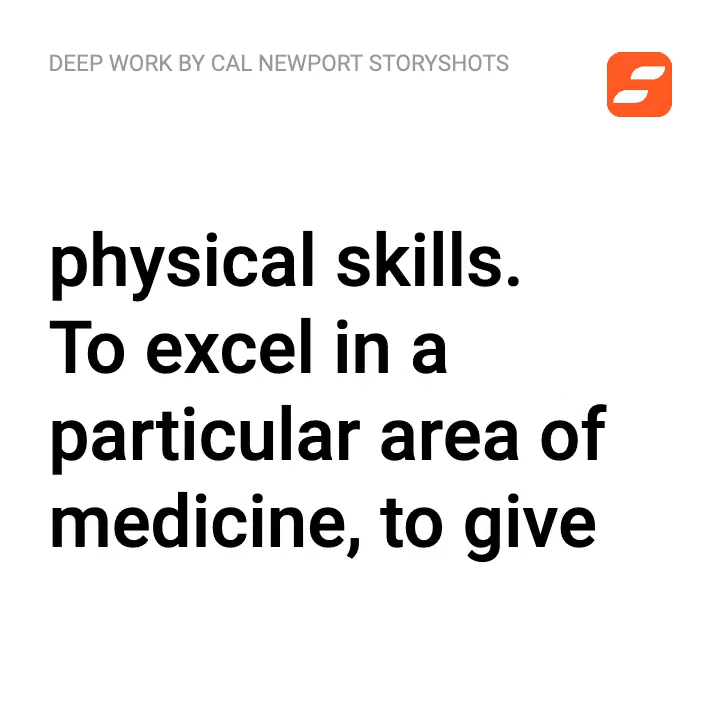 DEEP WORK BY CAL NEWPORT STORYSHOTS
physical skills.
To excel in a
particular area of
medicine, to give